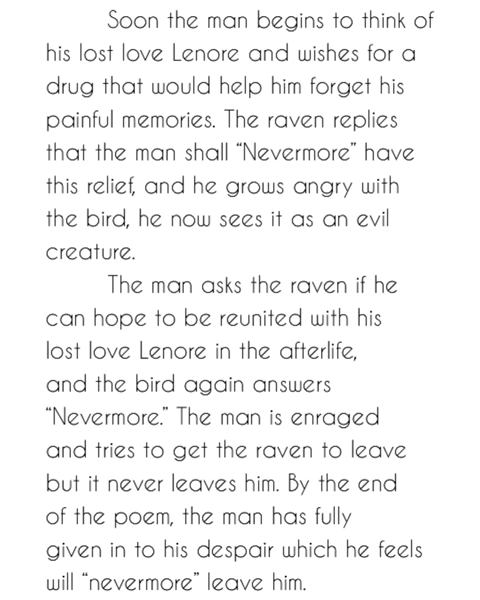 Soon the man begins to think of
his lost love Lenore and wishes for a
drug that would help him forget his
painful memories. The raven replies
that the man shall “Nevermore” have
this relief, and he grows angry with
the bird, he now sees it as an evil
creature.
The man asks the raven if he
can hope to be reunited with his
lost love Lenore in the afterlife,
and the bird again answers
“Nevermore.” The man is enraged
and tries to get the raven to leave
but it never leaves him. By the end
of the poem, the man has fully
given in to his despair which he feels
will “nevermore” leave him.